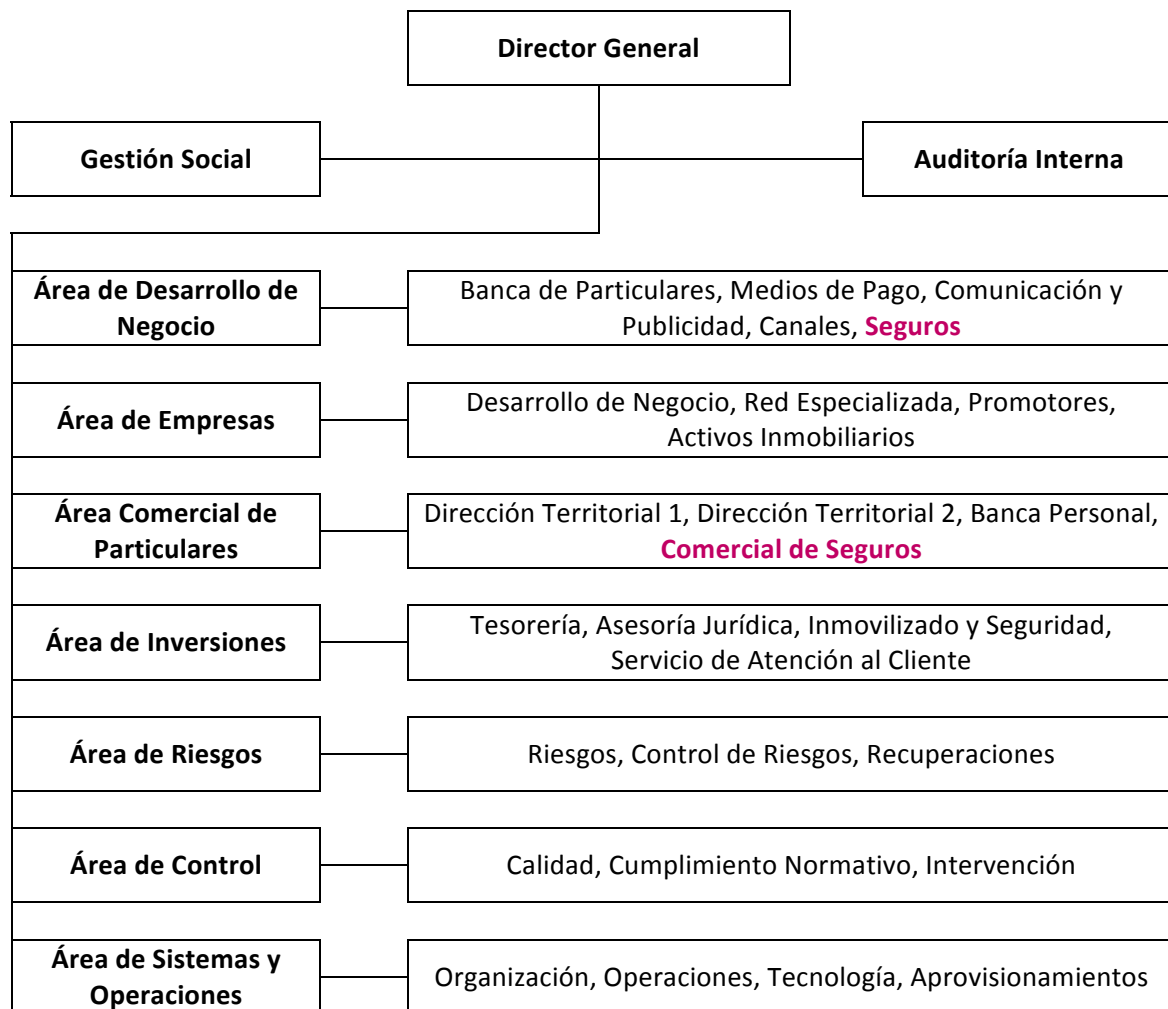 Director General
Gestión Social
Auditoría Interna
Área de Desarrollo de
Negocio
Banca de Particulares, Medios de Pago, Comunicación y
Publicidad, Canales, Seguros
Área de Empresas
Desarrollo de Negocio, Red Especializada, Promotores,
Activos Inmobiliarios
Área Comercial de
Particulares
Dirección Territorial 1, Dirección Territorial 2, Banca Personal,
Comercial de Seguros
Área de Inversiones
Tesorería, Asesoría Jurídica, Inmovilizado y Seguridad,
Servicio de Atención al Cliente
Área de Riesgos
Riesgos, Control de Riesgos, Recuperaciones
Área de Control
Calidad, Cumplimiento Normativo, Intervención
Área de Sistemas y
Operaciones
Organización, Operaciones, Tecnología, Aprovisionamientos